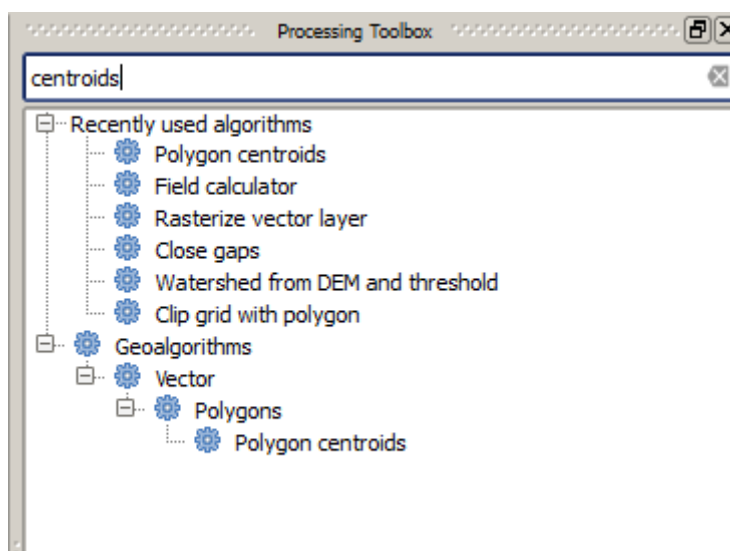 Processing Toolbox
centroids
Recently used algorithms
Polygon centroids
Field calculator
Rasterize vector layer
Close gaps
Watershed from DEM and threshold
Clip grid with polygon
Geoalgorithms
Vector
Polygons
Polygon centroids